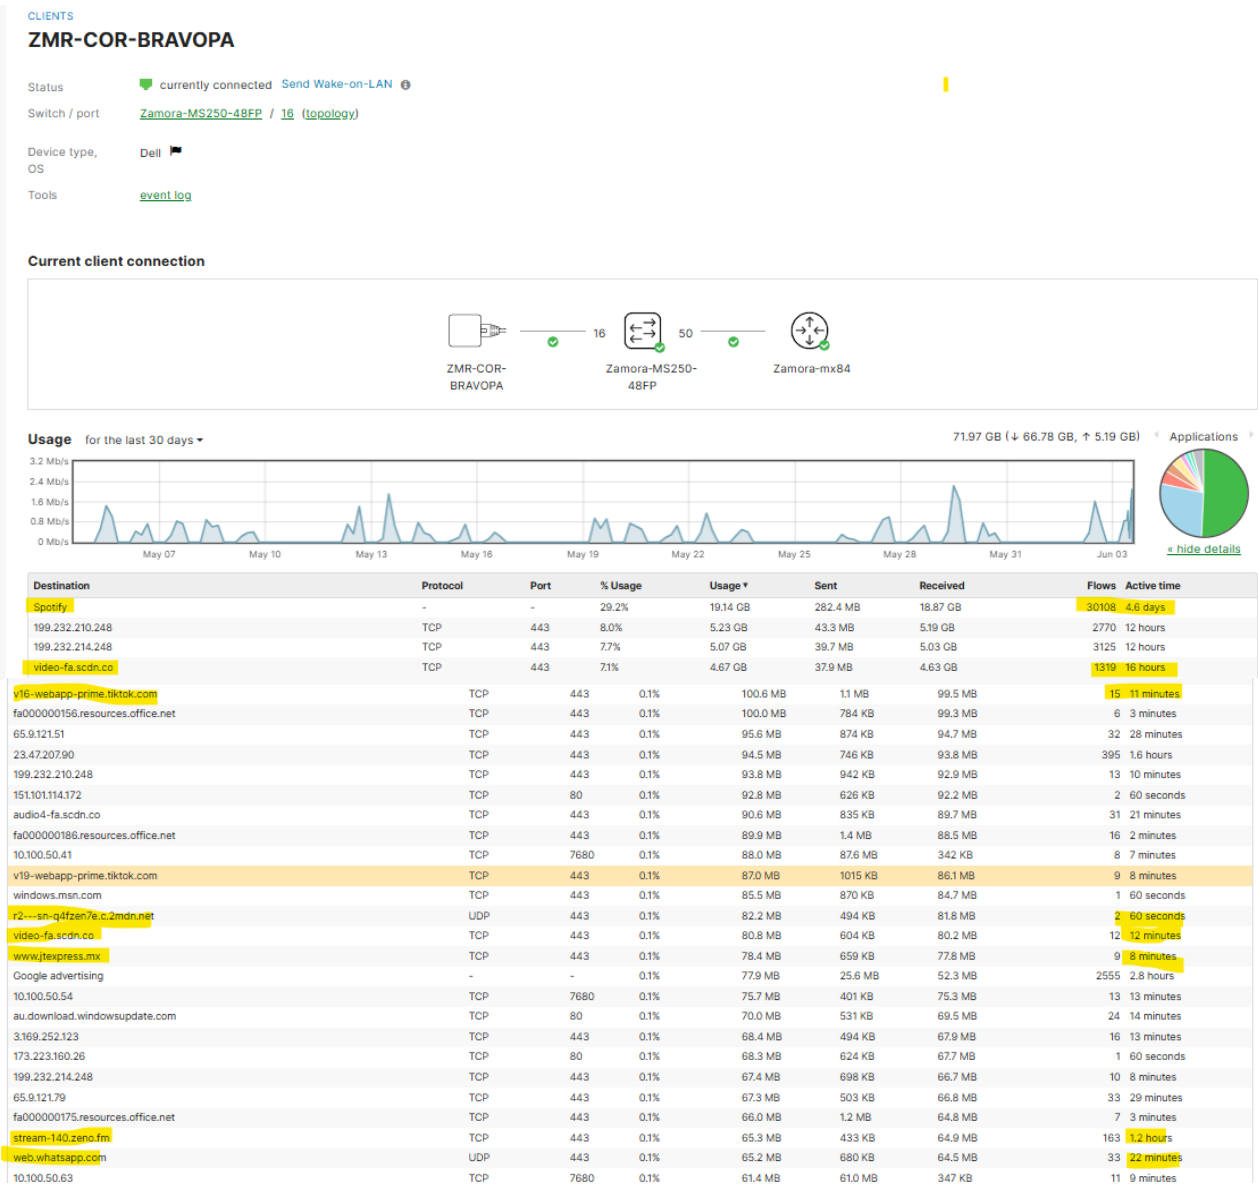 CLIENTS
ZMR-COR-BRAVOPA
Status currently connected Send Wake-on-LAN i
Switch / port Zamora-MS250-48FP / 16 (topology)
Device type, OS Dell
Tools event log
Current client connection
16 50
ZMR-COR-BRAVOPA Zamora-MS250-48FP Zamora-mx84
Usage for the last 30 days 71.97 GB (↓ 66.78 GB, ↑ 5.19 GB) Applications
3.2 Mb/s
2.4 Mb/s
1.6 Mb/s
0.8 Mb/s
0 Mb/s
May 07 May 10 May 13 May 16 May 19 May 22 May 25 May 28 May 31 Jun 03
« hide details
Destination Protocol Port % Usage Usage▼ Sent Received Flows Active time
Spotify - - 29.2% 19.14 GB 282.4 MB 18.87 GB 30108 4.6 days
199.232.210.248 TCP 443 8.0% 5.23 GB 43.3 MB 5.19 GB 2770 12 hours
199.232.214.248 TCP 443 7.7% 5.07 GB 39.7 MB 5.03 GB 3125 12 hours
video-fa.scdn.co TCP 443 7.1% 4.67 GB 37.9 MB 4.63 GB 1319 16 hours
v16-webapp-prime.tiktok.com TCP 443 0.1% 100.6 MB 1.1 MB 99.5 MB 15 11 minutes
fa000000156.resources.office.net TCP 443 0.1% 100.0 MB 784 KB 99.3 MB 6 3 minutes
65.9.121.51 TCP 443 0.1% 95.6 MB 874 KB 94.7 MB 32 28 minutes
23.47.207.90 TCP 443 0.1% 94.5 MB 746 KB 93.8 MB 395 1.6 hours
199.232.210.248 TCP 443 0.1% 93.8 MB 942 KB 92.9 MB 13 10 minutes
151.101.114.172 TCP 80 0.1% 92.8 MB 626 KB 92.2 MB 2 60 seconds
audio4-fa.scdn.co TCP 443 0.1% 90.6 MB 835 KB 89.7 MB 31 21 minutes
fa000000186.resources.office.net TCP 443 0.1% 89.9 MB 1.4 MB 88.5 MB 16 2 minutes
10.100.50.41 TCP 7680 0.1% 88.0 MB 87.6 MB 342 KB 8 7 minutes
v19-webapp-prime.tiktok.com TCP 443 0.1% 87.0 MB 1015 KB 86.1 MB 9 8 minutes
windows.msn.com TCP 443 0.1% 85.5 MB 870 KB 84.7 MB 1 60 seconds
r2---sn-q4fzen7e.c.2mdn.net UDP 443 0.1% 82.2 MB 494 KB 81.8 MB 2 60 seconds
video-fa.scdn.co TCP 443 0.1% 80.8 MB 604 KB 80.2 MB 12 12 minutes
www.jtexpress.mx TCP 443 0.1% 78.4 MB 659 KB 77.8 MB 9 8 minutes
Google advertising - - 0.1% 77.9 MB 25.6 MB 52.3 MB 2555 2.8 hours
10.100.50.54 TCP 7680 0.1% 75.7 MB 401 KB 75.3 MB 13 13 minutes
au.download.windowsupdate.com TCP 80 0.1% 70.0 MB 531 KB 69.5 MB 24 14 minutes
3.169.252.123 TCP 443 0.1% 68.4 MB 494 KB 67.9 MB 16 13 minutes
173.223.160.26 TCP 80 0.1% 68.3 MB 624 KB 67.7 MB 1 60 seconds
199.232.214.248 TCP 443 0.1% 67.4 MB 698 KB 66.7 MB 10 8 minutes
65.9.121.79 TCP 443 0.1% 67.3 MB 503 KB 66.8 MB 33 29 minutes
fa000000175.resources.office.net TCP 443 0.1% 66.0 MB 1.2 MB 64.8 MB 7 3 minutes
stream-140.zeno.fm TCP 443 0.1% 65.3 MB 433 KB 64.9 MB 163 1.2 hours
web.whatsapp.com UDP 443 0.1% 65.2 MB 680 KB 64.5 MB 33 22 minutes
10.100.50.63 TCP 7680 0.1% 61.4 MB 61.0 MB 347 KB 11 9 minutes